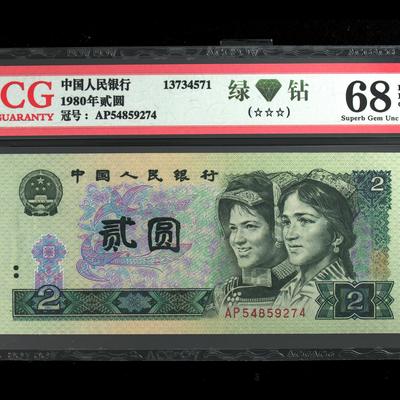 CG 中国人民银行 13734571 绿 钻 68
GUARANTY 1980年贰圆 (☆☆☆) Superb Gem Unc
冠号: AP54859274
中国人民银行 2
贰圆
2 AP54859274 2